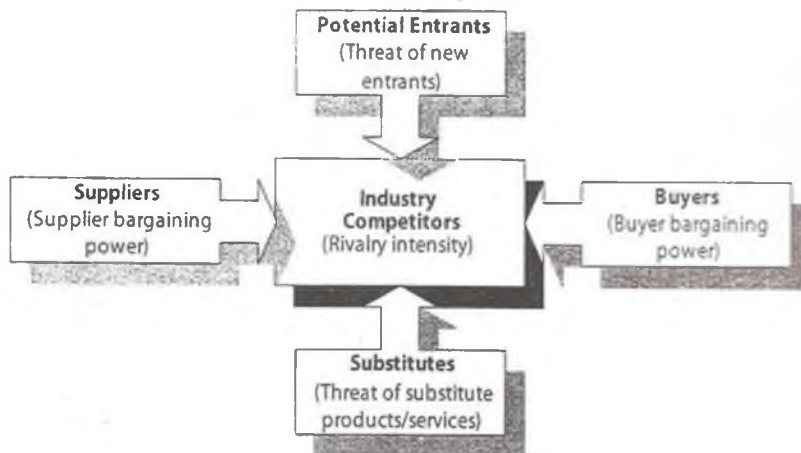 Potential Entrants
(Threat of new
entrants)
Suppliers
(Supplier bargaining
power)
Industry
Competitors
(Rivalry intensity)
Buyers
(Buyer bargaining
power)
Substitutes
(Threat of substitute
products/services)